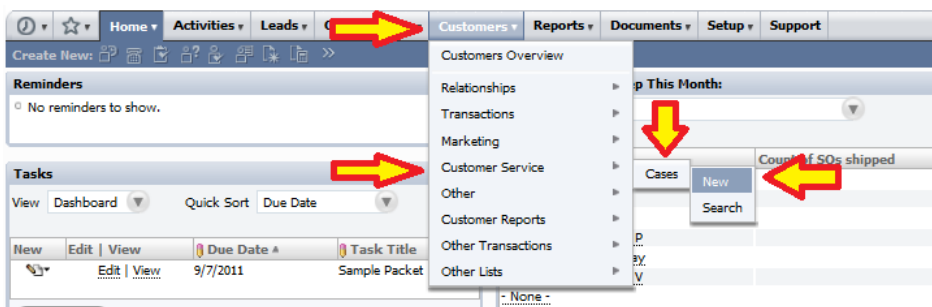 Home Activities Leads Customers Reports Documents Setup Support
Create New: »
Customers Overview
Reminders
This Month:
No reminders to show.
Relationships
Transactions
Marketing
Customer Service
Cases
New
Search
Other
Customer Reports
Other Transactions
Other Lists
Count of SOs shipped
Tasks
View Dashboard Quick Sort Due Date
New Edit | View Due Date Task Title
Edit | View 9/7/2011 Sample Packet
P
V
- None -